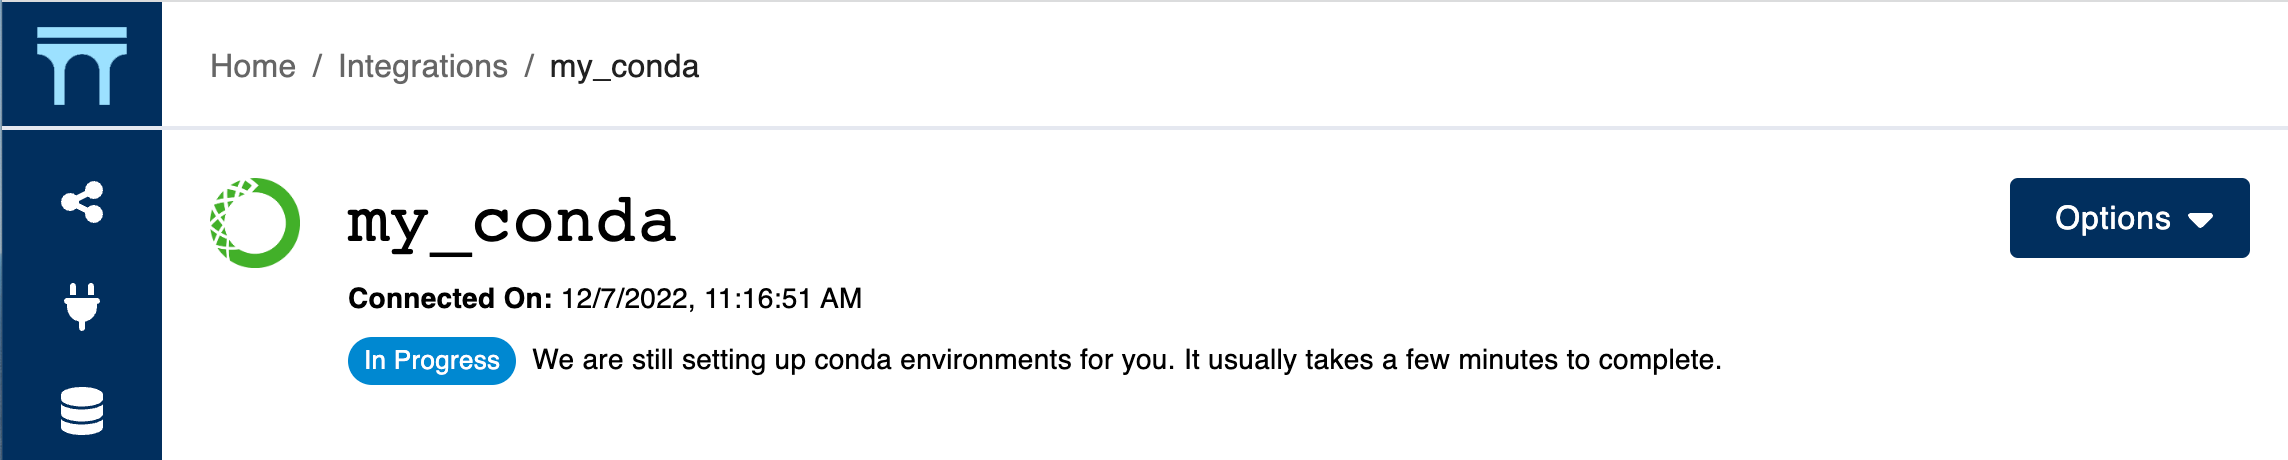 Home / Integrations / my_conda
my_conda
Options
Connected On: 12/7/2022, 11:16:51 AM
In Progress We are still setting up conda environments for you. It usually takes a few minutes to complete.